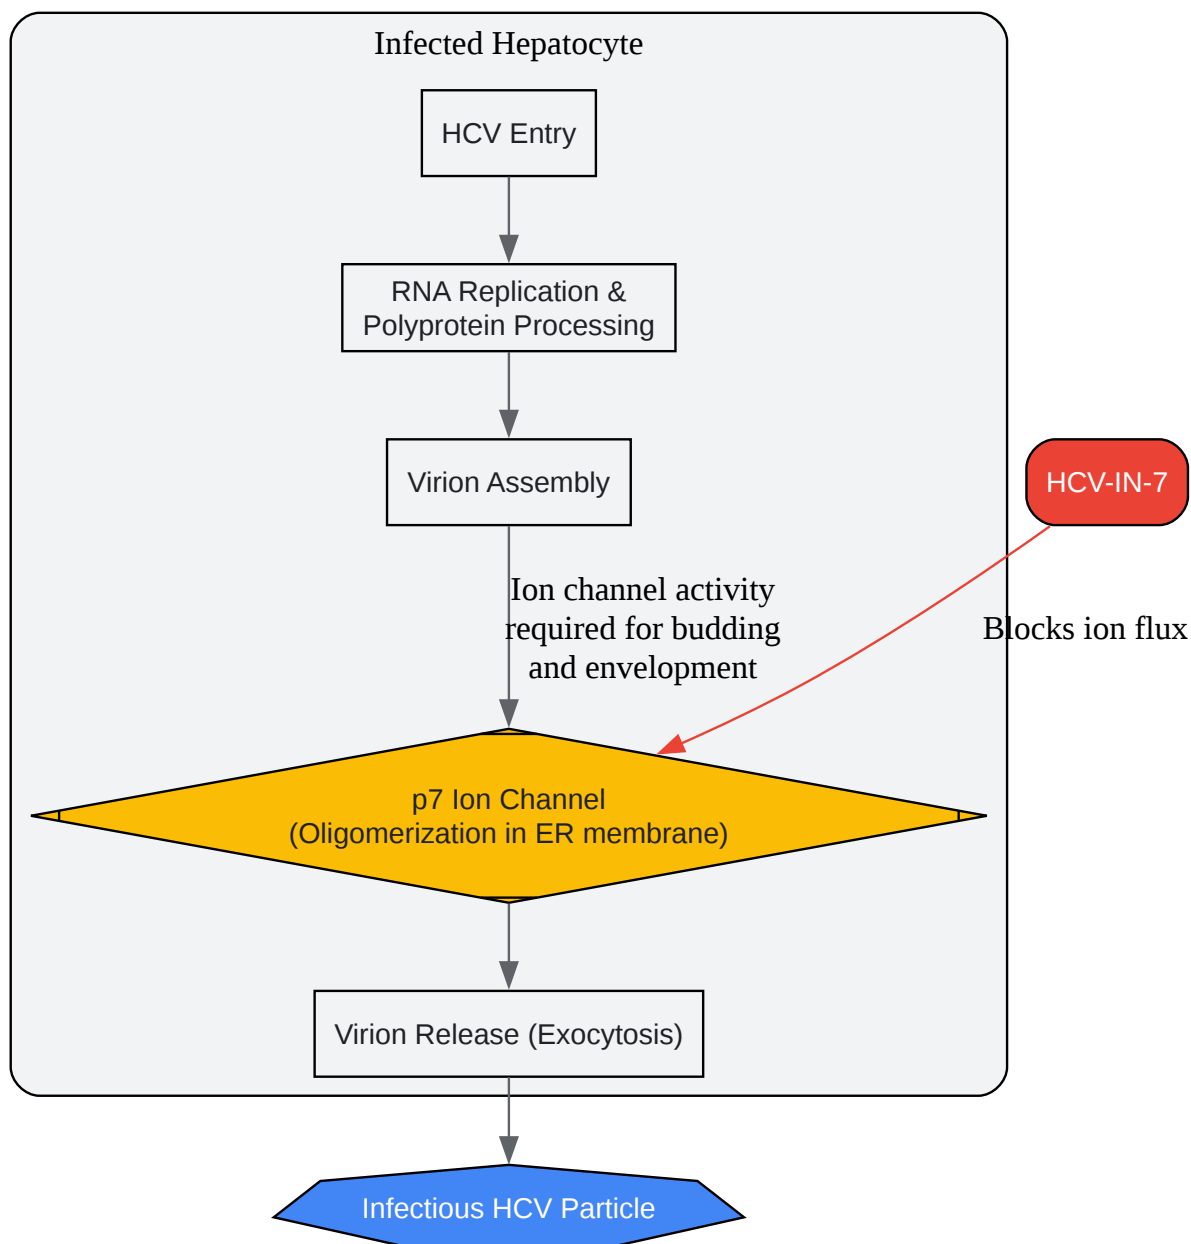 Infected Hepatocyte
HCV Entry
RNA Replication &
Polyprotein Processing
Virion Assembly
HCV-IN-7
Ion channel activity
required for budding
and envelopment
Blocks ion flux
p7 Ion Channel
(Oligomerization in ER membrane)
Virion Release (Exocytosis)
Infectious HCV Particle